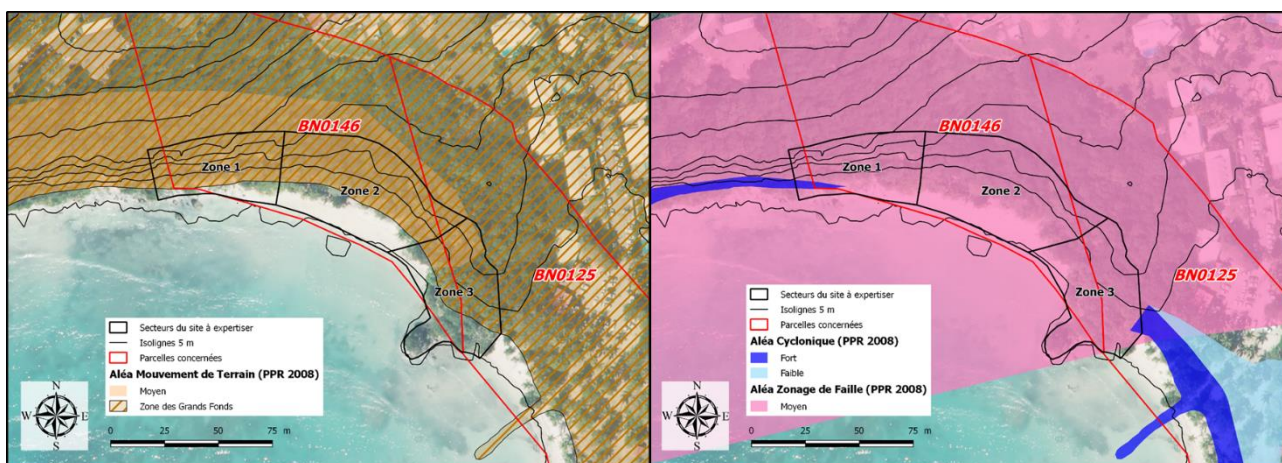 BN0146
Zone 1
Zone 2
BN0125
Zone 3
Secteurs du site à expertiser
Isolignes 5 m
Parcelles concernées
Aléa Mouvement de Terrain (PPR 2008)
Moyen
Zone des Grands Fonds
N
W E
S
0 25 50 75 m
BN0146
Zone 1
Zone 2
BN0125
Zone 3
Secteurs du site à expertiser
Isolignes 5 m
Parcelles concernées
Aléa Cyclonique (PPR 2008)
Fort
Faible
Aléa Zonage de Faille (PPR 2008)
Moyen
N
W E
S
0 25 50 75 m